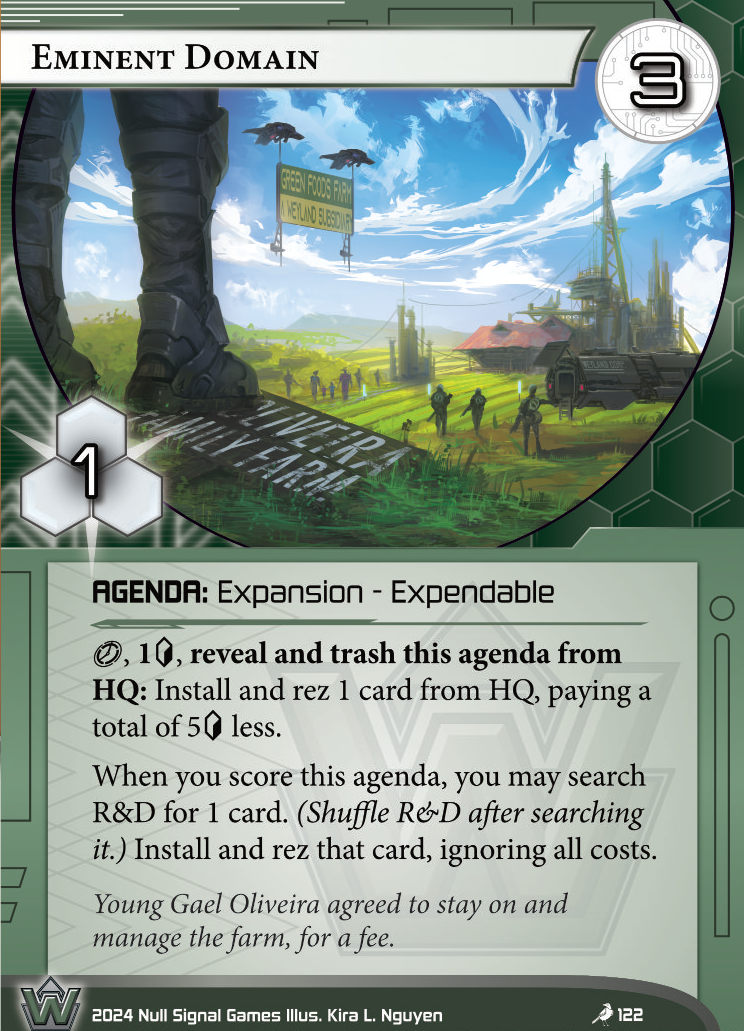 Eminent Domain
3
GREEN FOODS FARM
A WEYLAND SUBSIDIARY
WEYLAND
OLIVEIRA
FAMILY FARM
1
AGENDA: Expansion - Expendable
, 1, reveal and trash this agenda from
HQ: Install and rez 1 card from HQ, paying a
total of 5 less.
When you score this agenda, you may search
R&D for 1 card. (Shuffle R&D after searching
it.) Install and rez that card, ignoring all costs.
Young Gael Oliveira agreed to stay on and
manage the farm, for a fee.
W
2024 Null Signal Games Illus. Kira L. Nguyen
122